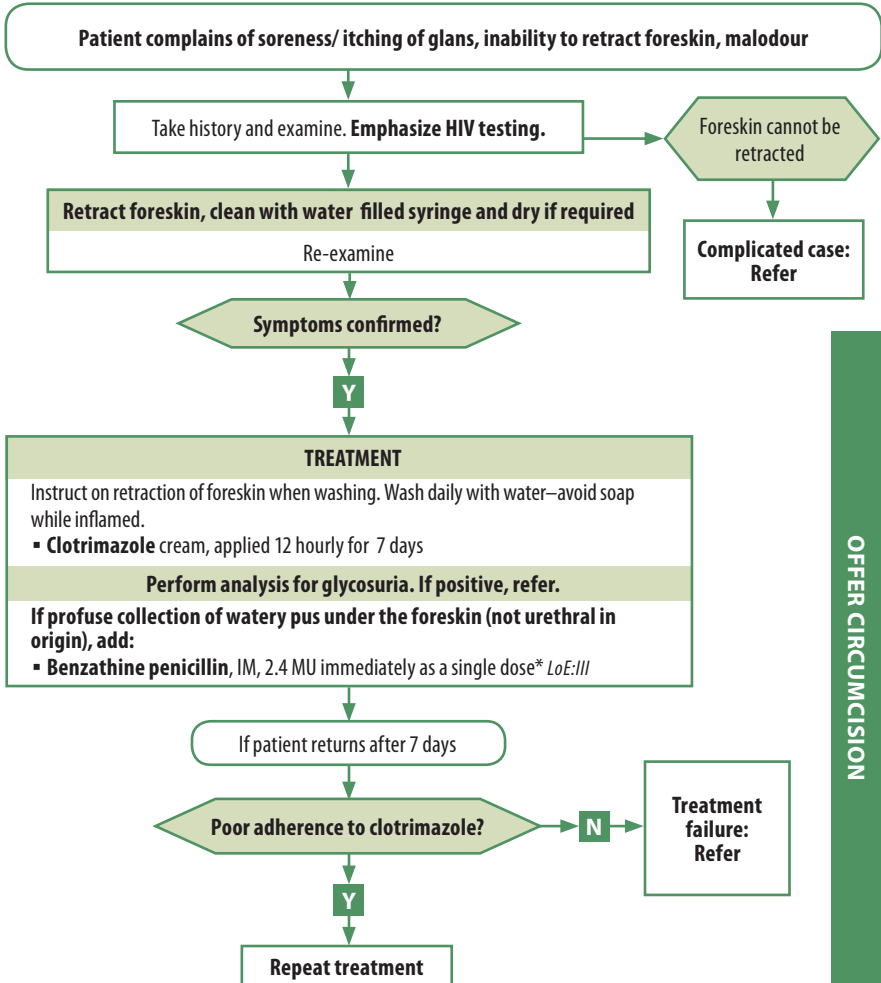 Patient complains of soreness/ itching of glans, inability to retract foreskin, malodour
Take history and examine. Emphasize HIV testing.
Foreskin cannot be
retracted
Complicated case:
Refer
Retract foreskin, clean with water filled syringe and dry if required
Re-examine
Symptoms confirmed?
Y
TREATMENT
Instruct on retraction of foreskin when washing. Wash daily with water–avoid soap
while inflamed.
▪ Clotrimazole cream, applied 12 hourly for 7 days
Perform analysis for glycosuria. If positive, refer.
If profuse collection of watery pus under the foreskin (not urethral in
origin), add:
▪ Benzathine penicillin, IM, 2.4 MU immediately as a single dose* LoE:III
If patient returns after 7 days
Poor adherence to clotrimazole?
N
Treatment
failure:
Refer
Y
Repeat treatment
OFFER CIRCUMCISION